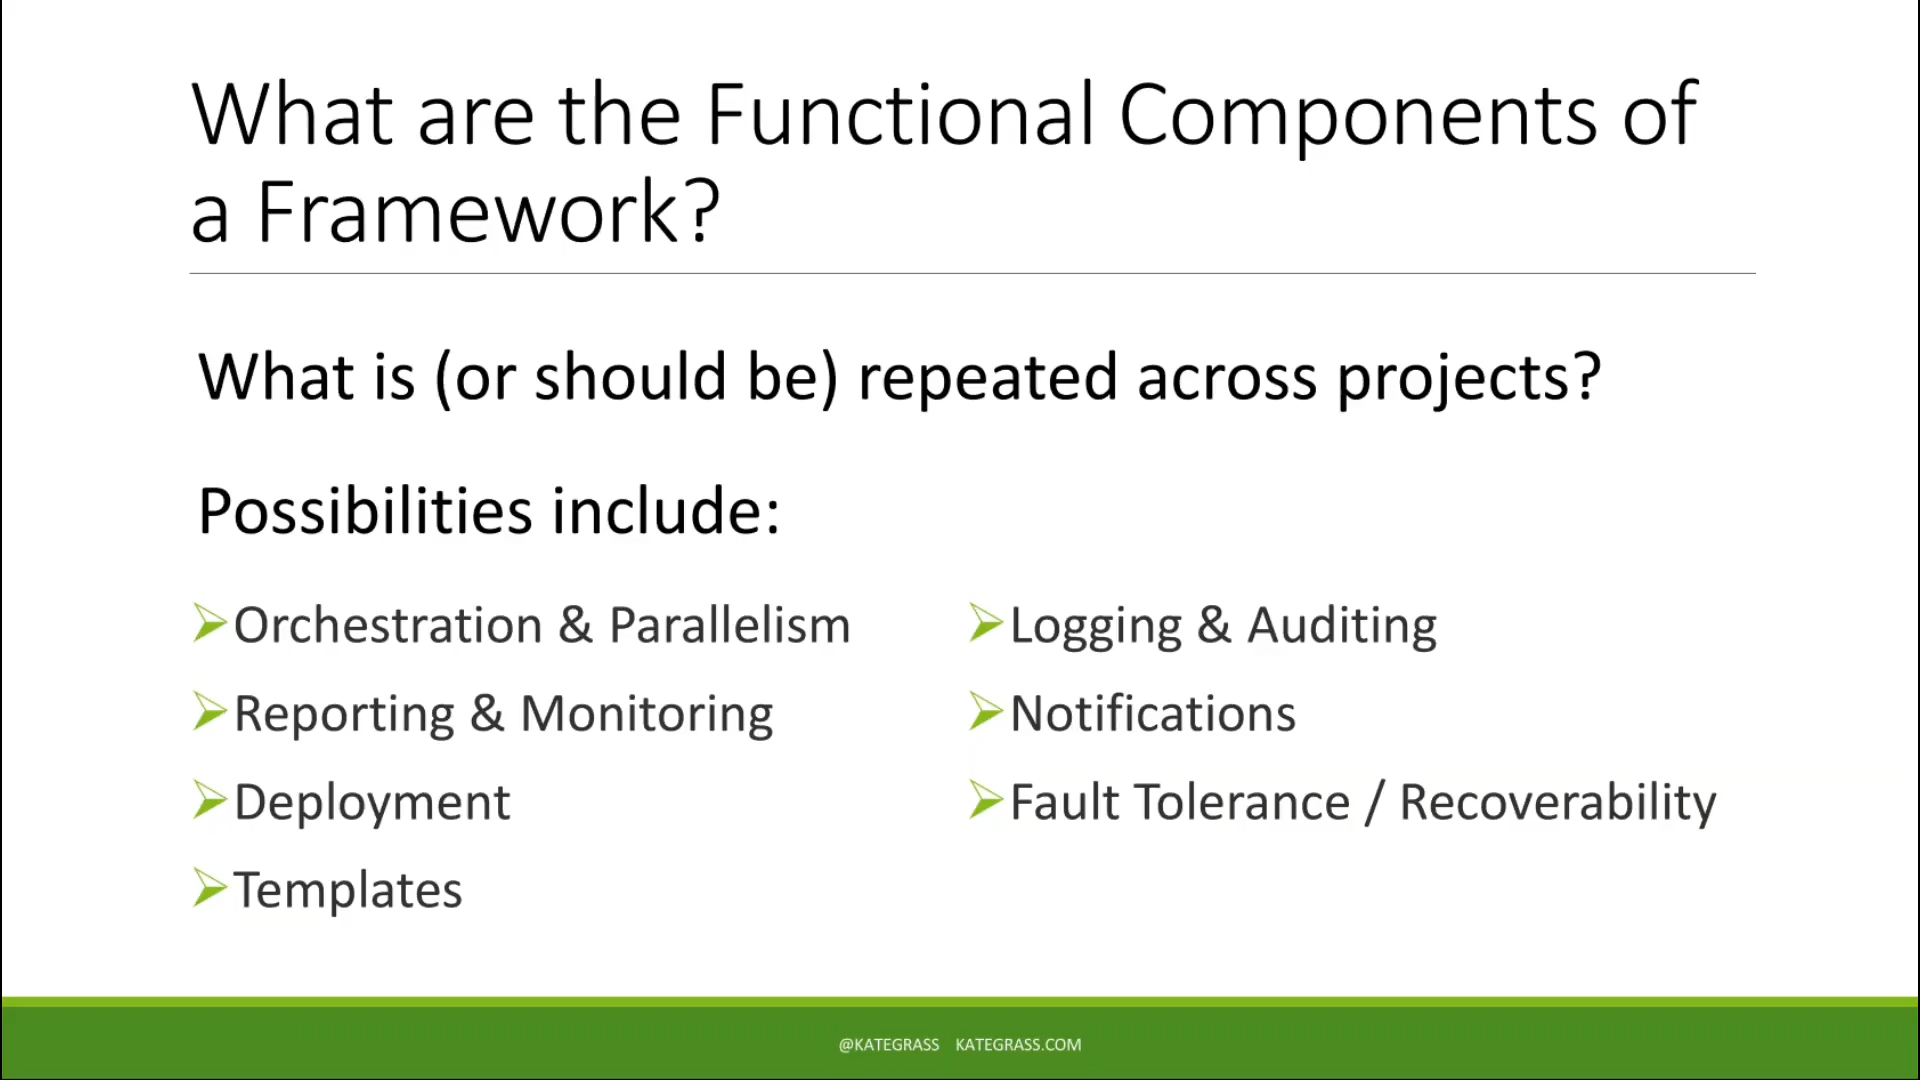 What are the Functional Components of
a Framework?
What is (or should be) repeated across projects?
Possibilities include:
Orchestration & Parallelism
Reporting & Monitoring
Deployment
Templates
Logging & Auditing
Notifications
Fault Tolerance / Recoverability
@KATEGRASS KATEGRASS.COM